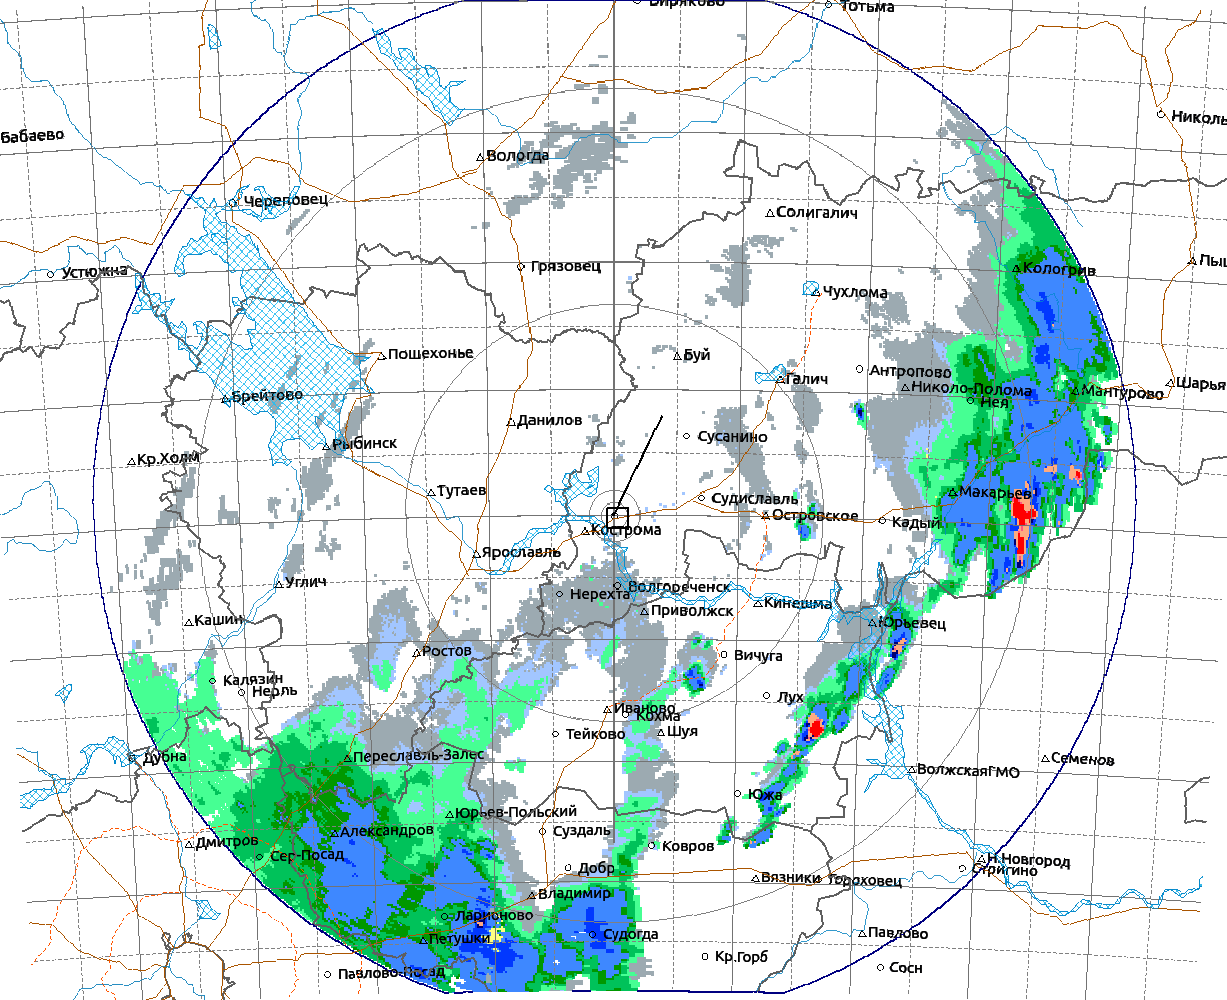 Биряково
Тотьма
Николь
Бабаево
Вологда
Череповец
Солигалич
Грязовец
Устюжна
Кологрив
Чухлома
Пошехонье
Буй
Антропово
Галич
Николо-Полома
Шарья
Мантурово
Нея
Брейтово
Данилов
Сусанино
Рыбинск
Кр.Холм
Тутаев
Судиславль
Макарьев
Островское
Кадый
Кострома
Ярославль
Углич
Волгореченск
Нерехта
Кинешма
Приволжск
Кашин
Юрьевец
Ростов
Вичуга
Калязин
Нерль
Лух
Иваново
Кохма
Тейково
Шуя
Дубна
Переславль-Залес
Семенов
ВолжскаяГМО
Южа
Юрьев-Польский
Александров
Суздаль
Дмитров
Ковров
Сер-Посад
Н.Новгород
Стригино
Добр
Вязники
Гороховец
Владимир
Ларионово
Петушки
Судогда
Павлово
Кр.Горб
Сосн
Павлово-Посад